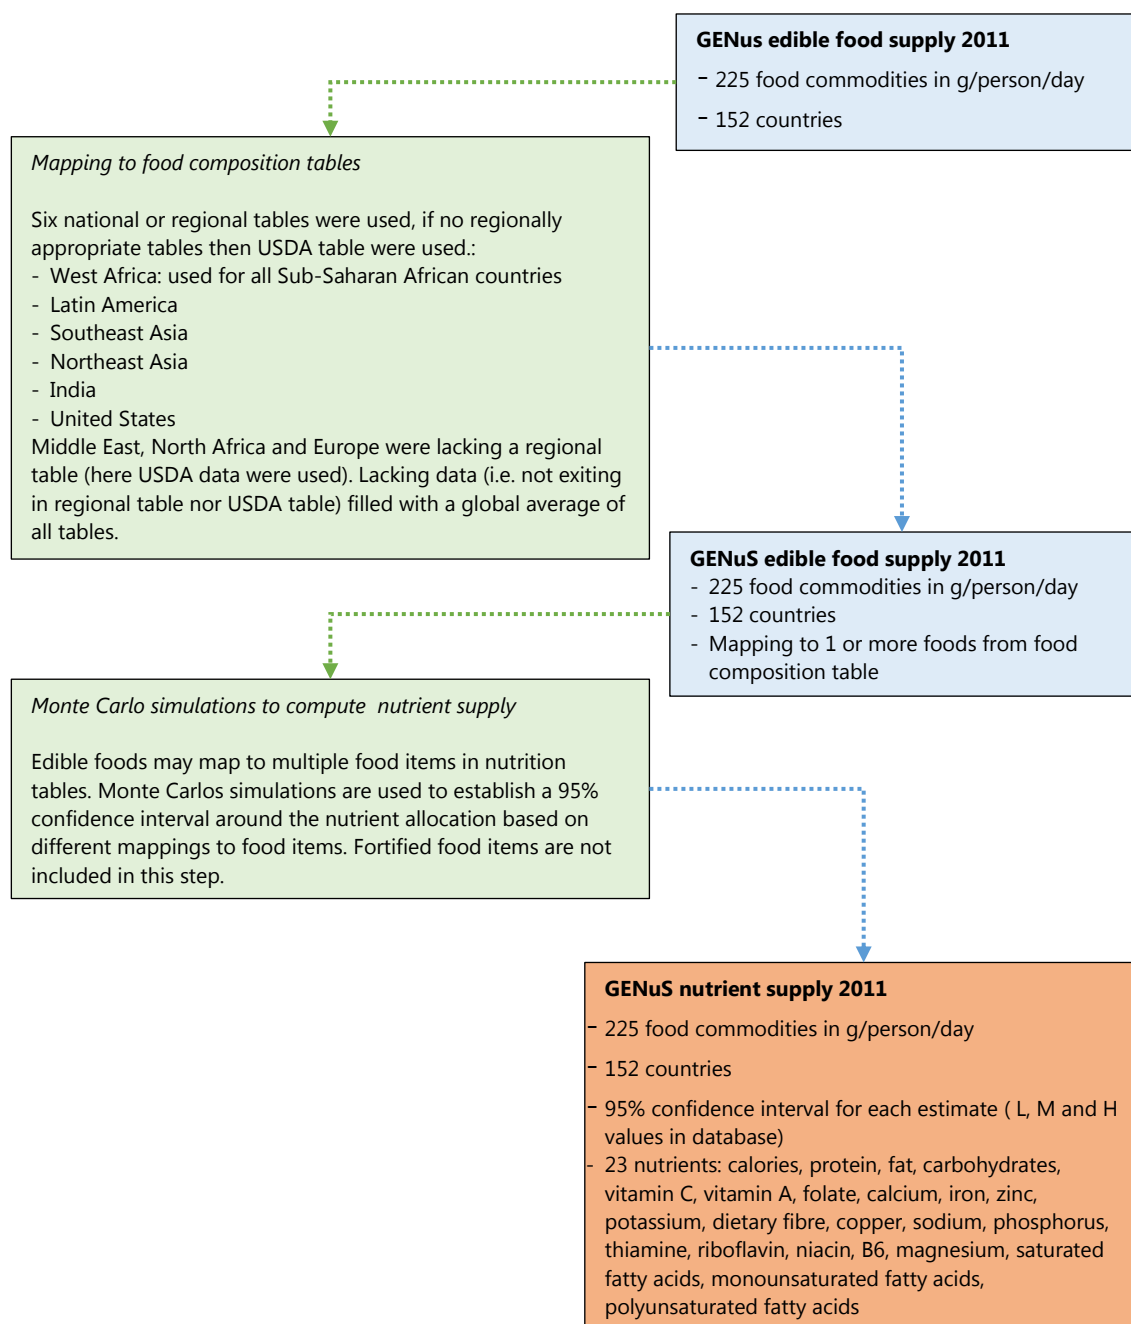 GENus edible food supply 2011
- 225 food commodities in g/person/day
- 152 countries
Mapping to food composition tables
Six national or regional tables were used, if no regionally
appropriate tables then USDA table were used.:
- West Africa: used for all Sub-Saharan African countries
- Latin America
- Southeast Asia
- Northeast Asia
- India
- United States
Middle East, North Africa and Europe were lacking a regional
table (here USDA data were used). Lacking data (i.e. not exiting
in regional table nor USDA table) filled with a global average of
all tables.
GENuS edible food supply 2011
- 225 food commodities in g/person/day
- 152 countries
- Mapping to 1 or more foods from food
composition table
Monte Carlo simulations to compute  nutrient supply
Edible foods may map to multiple food items in nutrition
tables. Monte Carlos simulations are used to establish a 95%
confidence interval around the nutrient allocation based on
different mappings to food items. Fortified food items are not
included in this step.
GENuS nutrient supply 2011
- 225 food commodities in g/person/day
- 152 countries
- 95% confidence interval for each estimate ( L, M and H
values in database)
- 23 nutrients: calories, protein, fat, carbohydrates,
vitamin C, vitamin A, folate, calcium, iron, zinc,
potassium, dietary fibre, copper, sodium, phosphorus,
thiamine, riboflavin, niacin, B6, magnesium, saturated
fatty acids, monounsaturated fatty acids,
polyunsaturated fatty acids